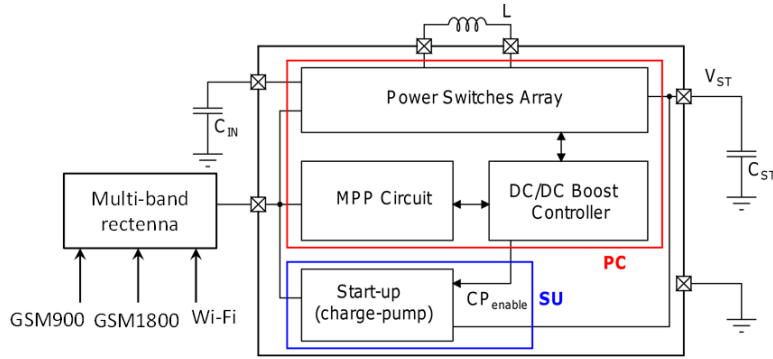 L
Power Switches Array
V_ST
C_IN
C_ST
Multi-band
rectenna
MPP Circuit
DC/DC Boost
Controller
PC
Start-up
(charge-pump)
CP_enable
SU
GSM900
GSM1800
Wi-Fi